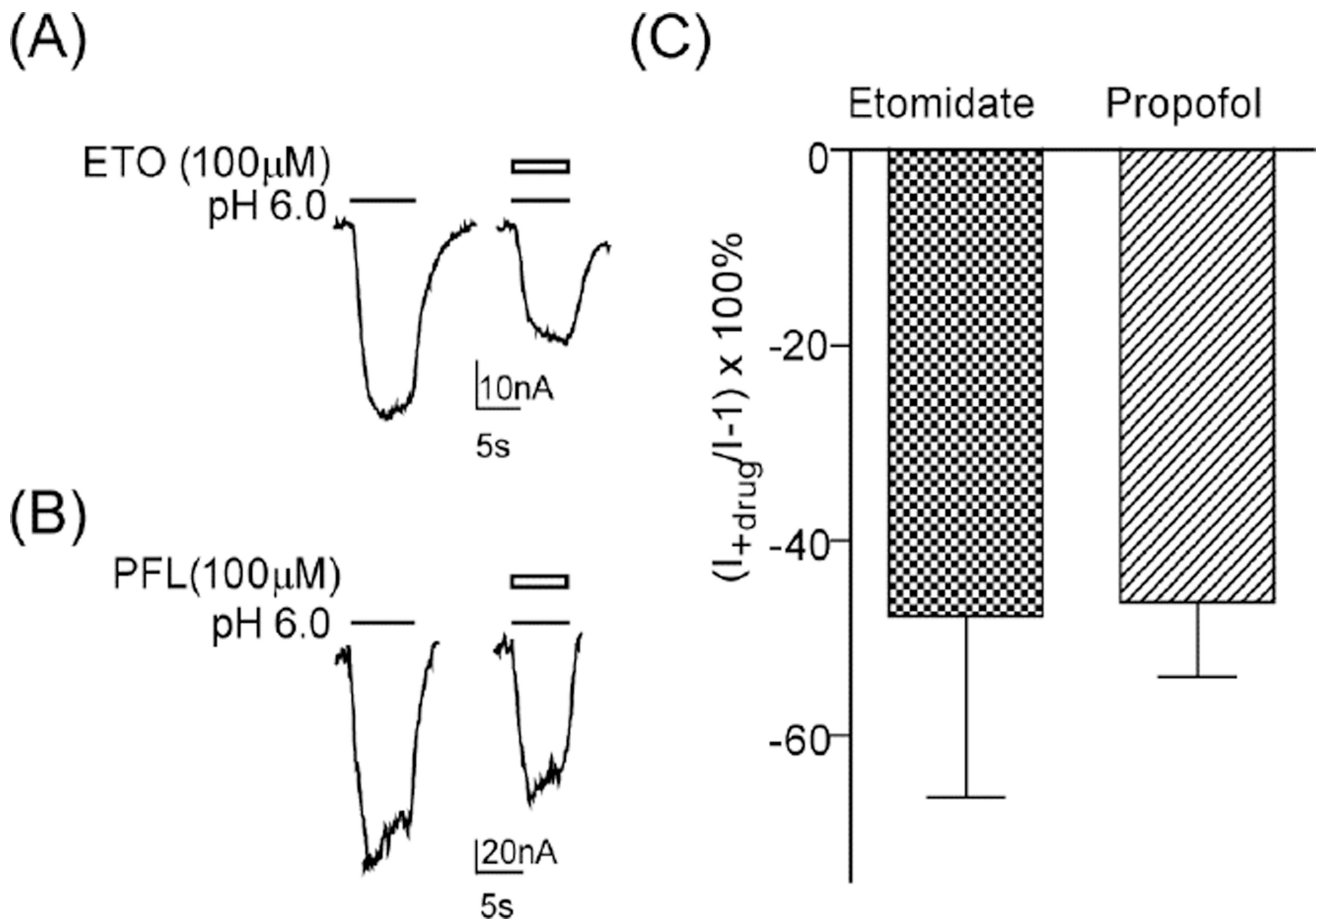 (A)
ETO (100μM)
pH 6.0
10nA
5s
(B)
PFL(100μM)
pH 6.0
20nA
5s
(C)
Etomidate Propofol
0
-20
-40
-60
(I+drug/I-1) x 100%